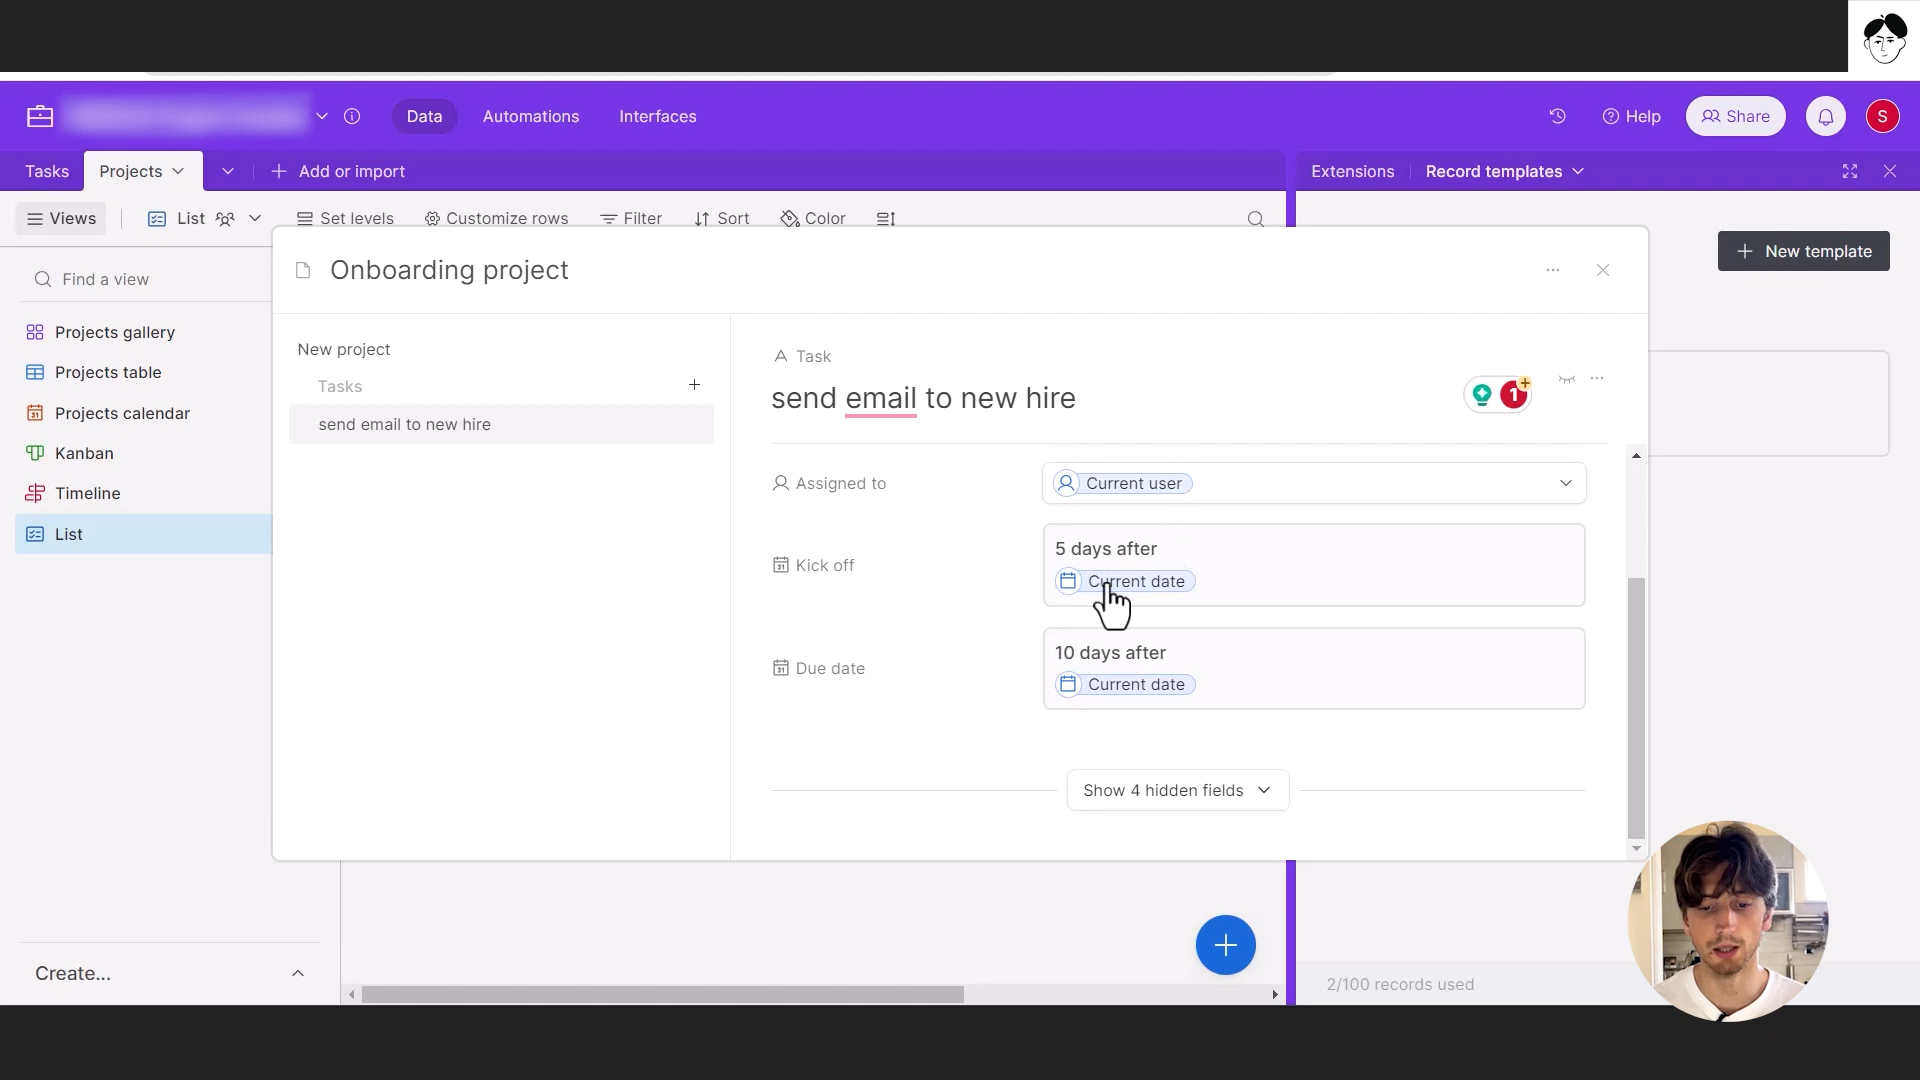 Data
Automations
Interfaces
Help
Share
S
Tasks
Projects
Add or import
Extensions
Record templates
Views
List
Set levels
Customize rows
Filter
Sort
Color
New template
Find a view
Projects gallery
Projects table
31 Projects calendar
Kanban
Timeline
List
Create...
Onboarding project
New project
Tasks
send email to new hire
Task
send email to new hire
1
Assigned to
Current user
31 Kick off
5 days after
Current date
31 Due date
10 days after
Current date
Show 4 hidden fields
2/100 records used